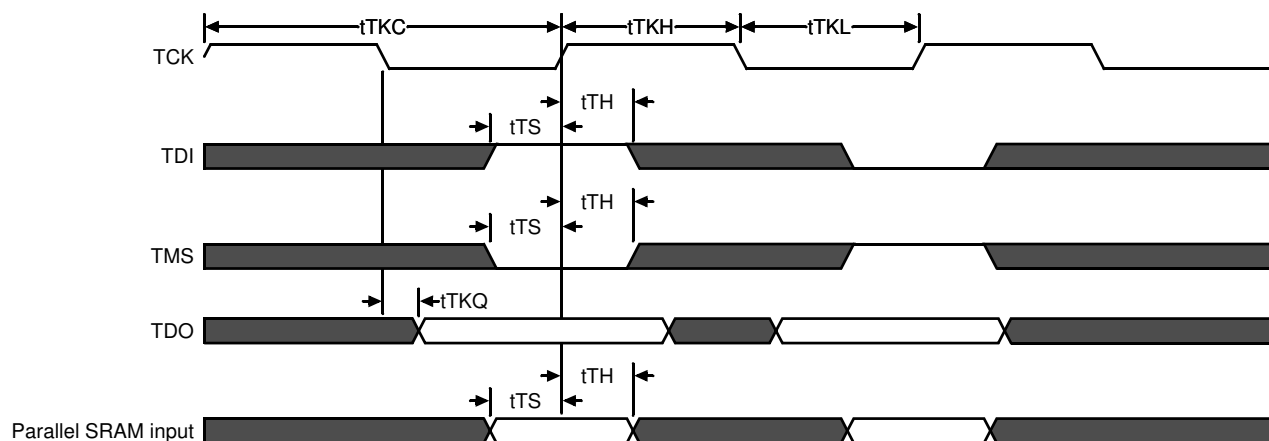 tTKC tTKH tTKL
TCK
tTH
tTS
TDI
tTH
tTS
TMS
tTKQ
TDO
tTH
tTS
Parallel SRAM input